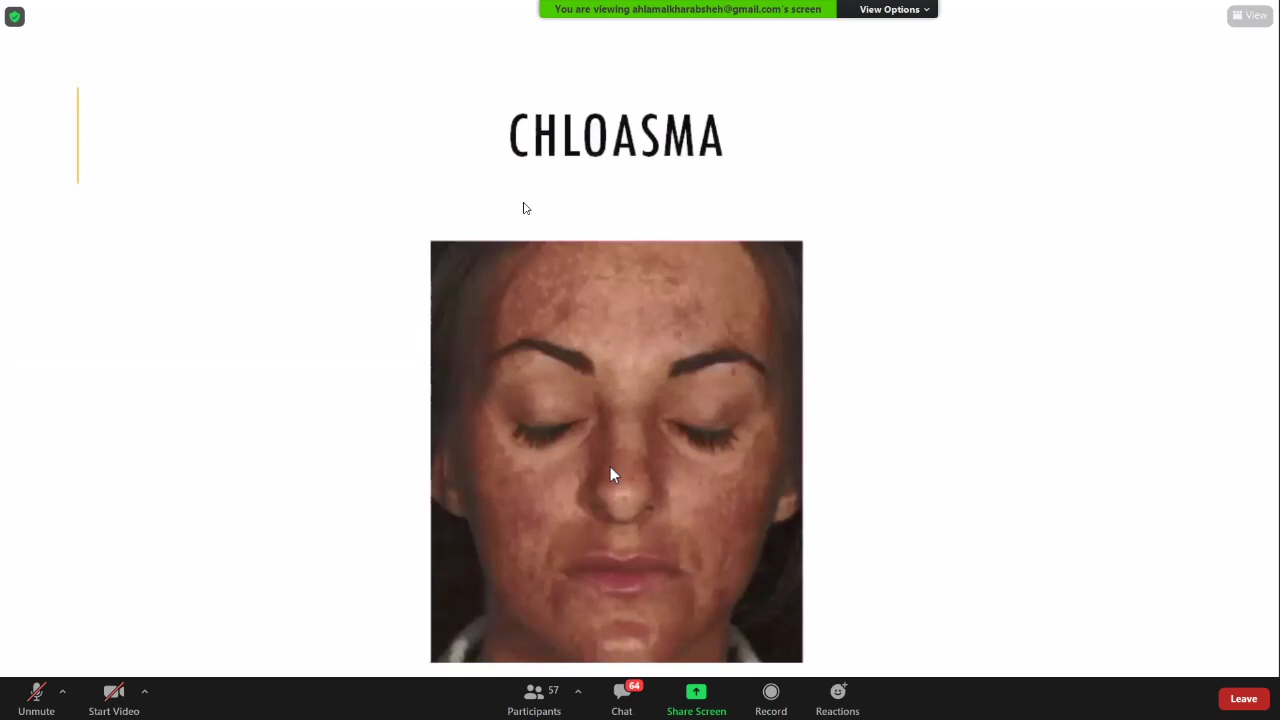 You are viewing ahlamalkharabsheh@gmail.com's screen
View Options
View
CHLOASMA
Unmute
Start Video
57
Participants
64
Chat
Share Screen
Record
Reactions
Leave